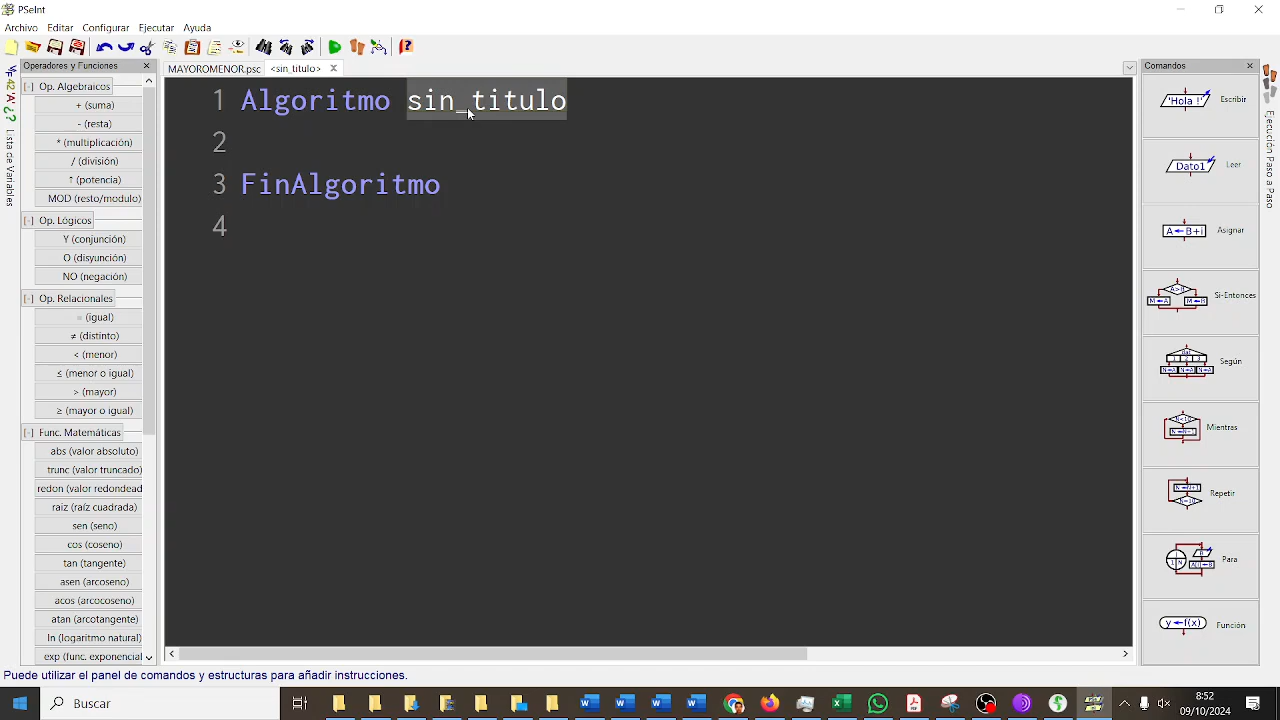 PSeInt
Archivo Editar Configurar Ejecutar Ayuda
Operadores y Funciones
MAYOROMENOR.psc <sin_titulo>
Comandos
Lista de Variables
Op. Algebraicos
+ (suma)
- (resta)
* (multiplicación)
/ (división)
↑ (potencia)
MOD (resto/modulo)
Op. Lógicos
Y (conjunción)
O (disyunción)
NO (negación)
Op. Relacionales
= (igual)
≠ (distinto)
< (menor)
≤ (menor o igual)
> (mayor)
≥ (mayor o igual)
Func. Matemáticas
abs (valor absoluto)
trunc (valor truncado)
redon (valor redondead
raiz (raíz cuadrada)
sen (seno)
cos (coseno)
tan (tangente)
asen (arcoseno)
acos (arcocoseno)
atan (arcotangente)
ln (logaritmo natural)
exp (func. exponencial
1 Algoritmo sin_titulo
2
3 FinAlgoritmo
4
'Hola !' Escribir
Dato1 Leer
A←B+i Asignar
Si-Entonces
Según
Mientras
Repetir
Para
y←f(x) Función
Ejecución Paso a Paso
Puede utilizar el panel de comandos y estructuras para añadir instrucciones.
Buscar
8:52
09/10/2024